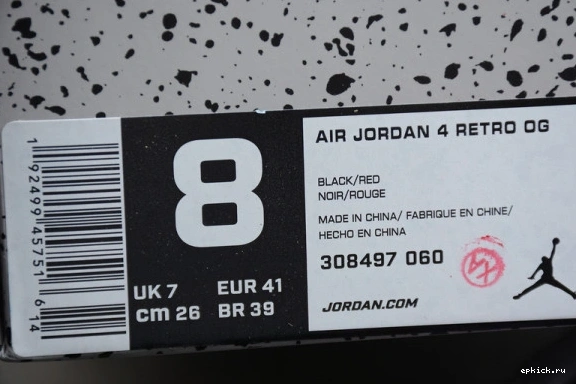 AIR JORDAN 4 RETRO OG
BLACK/RED
NOIR/ROUGE
MADE IN CHINA/ FABRIQUE EN CHINE/
HECHO EN CHINA
308497 060
JORDAN.COM
8
UK 7 EUR 41
cm 26 BR 39
1 92499 45751 6 14
epkick.ru